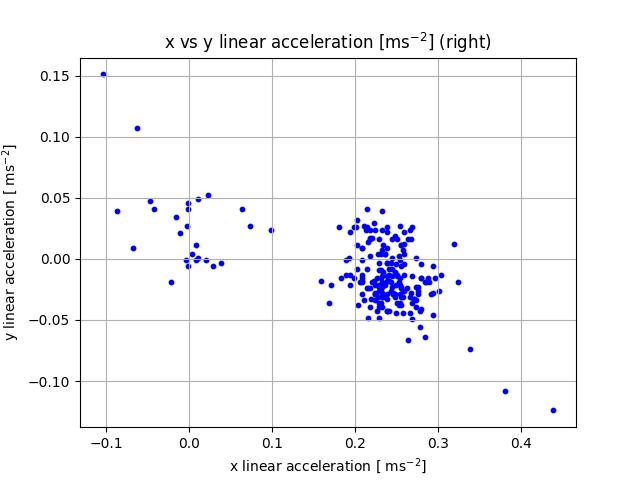 x vs y linear acceleration [ms⁻²] (right)
0.15
0.10
0.05
0.00
−0.05
−0.10
y linear acceleration [ ms⁻²]
−0.1 0.0 0.1 0.2 0.3 0.4
x linear acceleration [ ms⁻²]